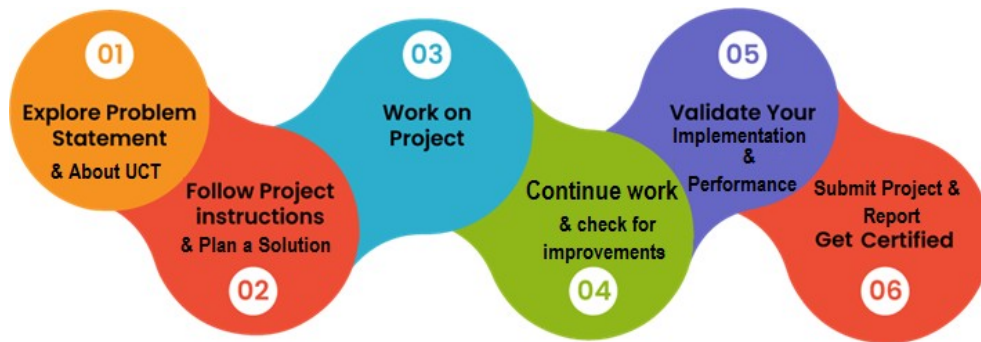 01
Explore Problem
Statement
& About UCT
Follow Project
instructions
& Plan a Solution
02
03
Work on
Project
Continue work
& check for
improvements
04
05
Validate Your
Implementation
&
Performance
Submit Project &
Report
Get Certified
06